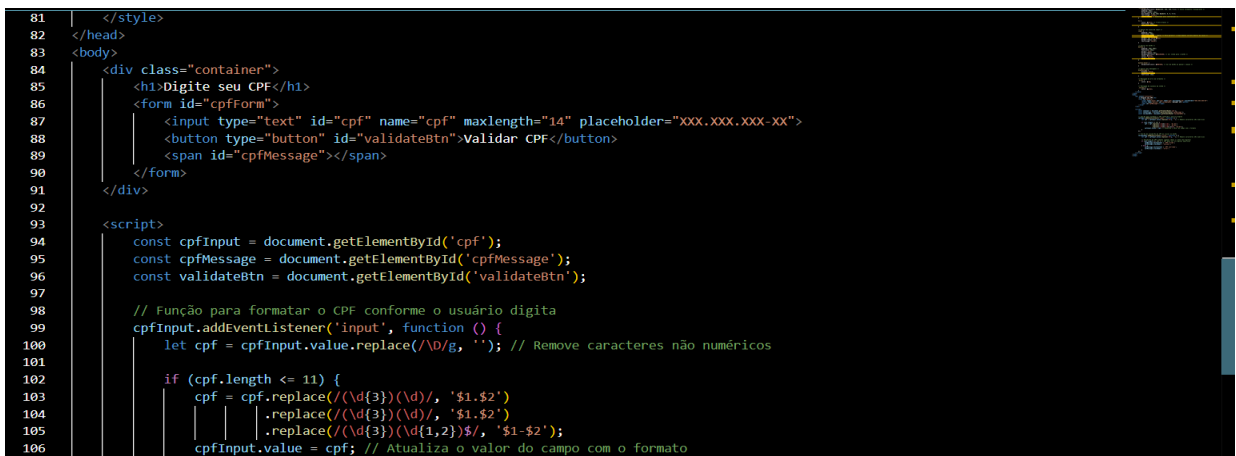 81 </style>
82 </head>
83 <body>
84 <div class="container">
85 <h1>Digite seu CPF</h1>
86 <form id="cpfForm">
87 <input type="text" id="cpf" name="cpf" maxlength="14" placeholder="XXX.XXX.XXX-XX">
88 <button type="button" id="validateBtn">Validar CPF</button>
89 <span id="cpfMessage"></span>
90 </form>
91 </div>
92
93 <script>
94 const cpfInput = document.getElementById('cpf');
95 const cpfMessage = document.getElementById('cpfMessage');
96 const validateBtn = document.getElementById('validateBtn');
97
98 // Função para formatar o CPF conforme o usuário digita
99 cpfInput.addEventListener('input', function () {
100 let cpf = cpfInput.value.replace(/\D/g, ''); // Remove caracteres não numéricos
101
102 if (cpf.length <= 11) {
103 cpf = cpf.replace(/(\d{3})(\d)/, '$1.$2')
104 .replace(/(\d{3})(\d)/, '$1.$2')
105 .replace(/(\d{3})(\d{1,2})$/, '$1-$2');
106 cpfInput.value = cpf; // Atualiza o valor do campo com o formato